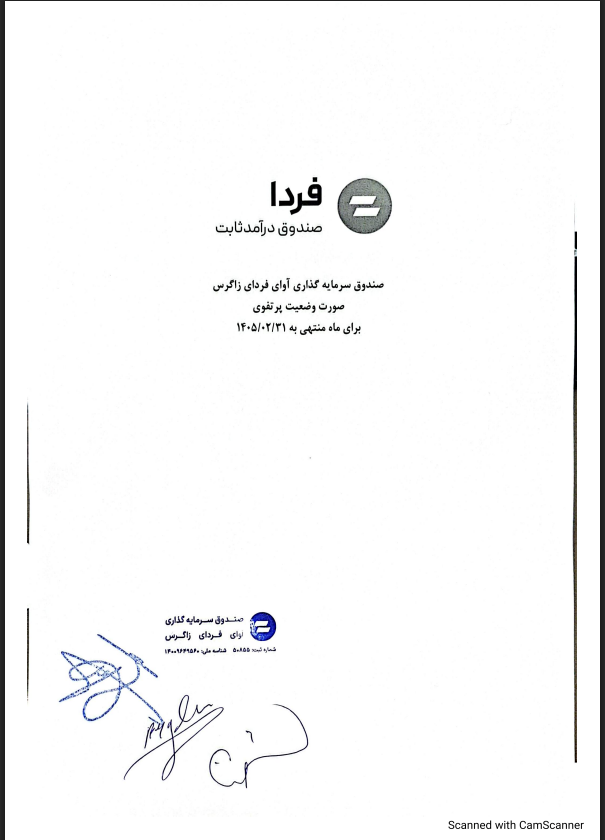 فردا
صندوق درآمدثابت
صندوق سرمایه گذاری آوای فردای زاگرس
صورت وضعیت پرتفوی
برای ماه منتهی به ۱۴۰۵/۰۲/۳۱
صندوق سرمایه گذاری
آوای فردای زاگرس
شماره ثبت: ۵۰۸۵۵ شناسه ملی: ۱۴۰۰۹۶۴۹۵۶۰
Scanned with CamScanner